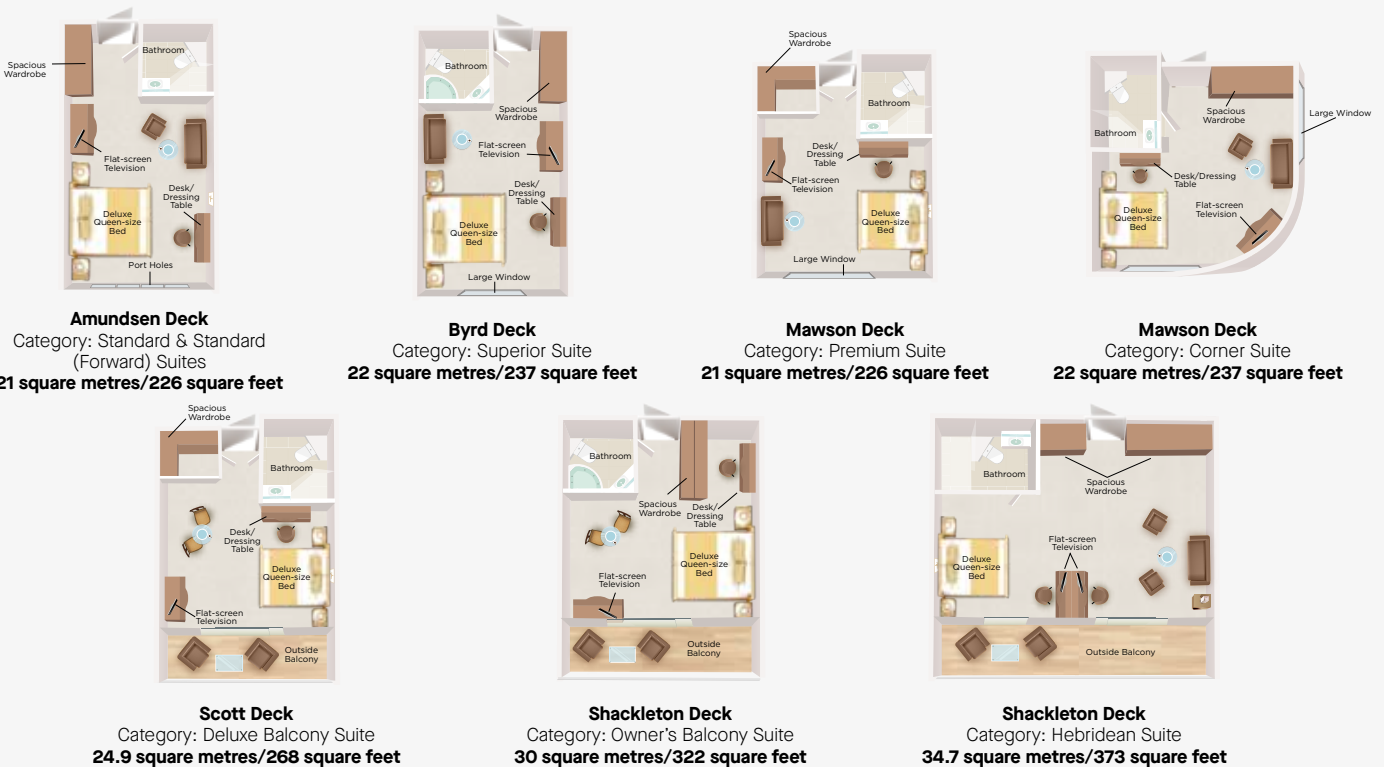 Spacious
Wardrobe
Bathroom
Flat-screen
Television
Desk/
Dressing
Table
Deluxe
Queen-size
Bed
Port Holes
Amundsen Deck
Category: Standard & Standard
(Forward) Suites
21 square metres/226 square feet
Bathroom
Spacious
Wardrobe
Flat-screen
Television
Desk/
Dressing
Table
Deluxe
Queen-size
Bed
Large Window
Byrd Deck
Category: Superior Suite
22 square metres/237 square feet
Spacious
Wardrobe
Bathroom
Desk/
Dressing
Table
Flat-screen
Television
Deluxe
Queen-size
Bed
Large Window
Mawson Deck
Category: Premium Suite
21 square metres/226 square feet
Bathroom
Spacious
Wardrobe
Large Window
Desk/Dressing
Table
Flat-screen
Television
Deluxe
Queen-size
Bed
Mawson Deck
Category: Corner Suite
22 square metres/237 square feet
Spacious
Wardrobe
Bathroom
Desk/
Dressing
Table
Deluxe
Queen-size
Bed
Flat-screen
Television
Outside
Balcony
Scott Deck
Category: Deluxe Balcony Suite
24.9 square metres/268 square feet
Bathroom
Spacious
Wardrobe
Desk/
Dressing
Table
Deluxe
Queen-size
Bed
Flat-screen
Television
Outside
Balcony
Shackleton Deck
Category: Owner's Balcony Suite
30 square metres/322 square feet
Bathroom
Spacious
Wardrobe
Flat-screen
Television
Deluxe
Queen-size
Bed
Outside Balcony
Shackleton Deck
Category: Hebridean Suite
34.7 square metres/373 square feet